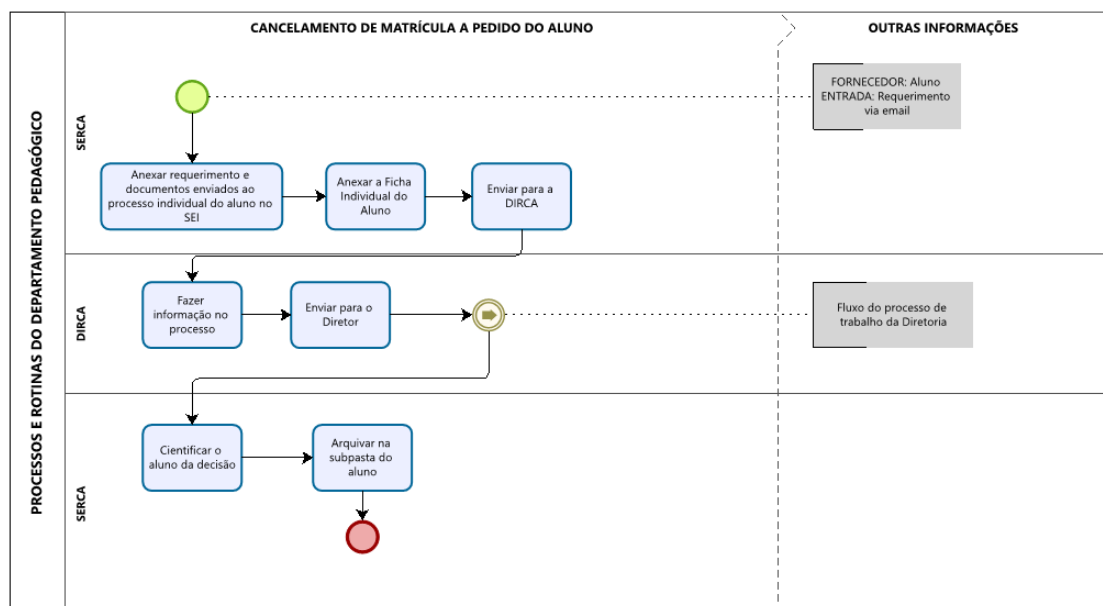 CANCELAMENTO DE MATRÍCULA A PEDIDO DO ALUNO
OUTRAS INFORMAÇÕES
PROCESSOS E ROTINAS DO DEPARTAMENTO PEDAGÓGICO
SERCA
FORNECEDOR: Aluno
ENTRADA: Requerimento
via email
Anexar requerimento e
documentos enviados ao
processo individual do aluno no
SEI
Anexar a Ficha
Individual do
Aluno
Enviar para a
DIRCA
DIRCA
Fazer
informação no
processo
Enviar para o
Diretor
Fluxo do processo de
trabalho da Diretoria
SERCA
Cientificar o
aluno da decisão
Arquivar na
subpasta do
aluno